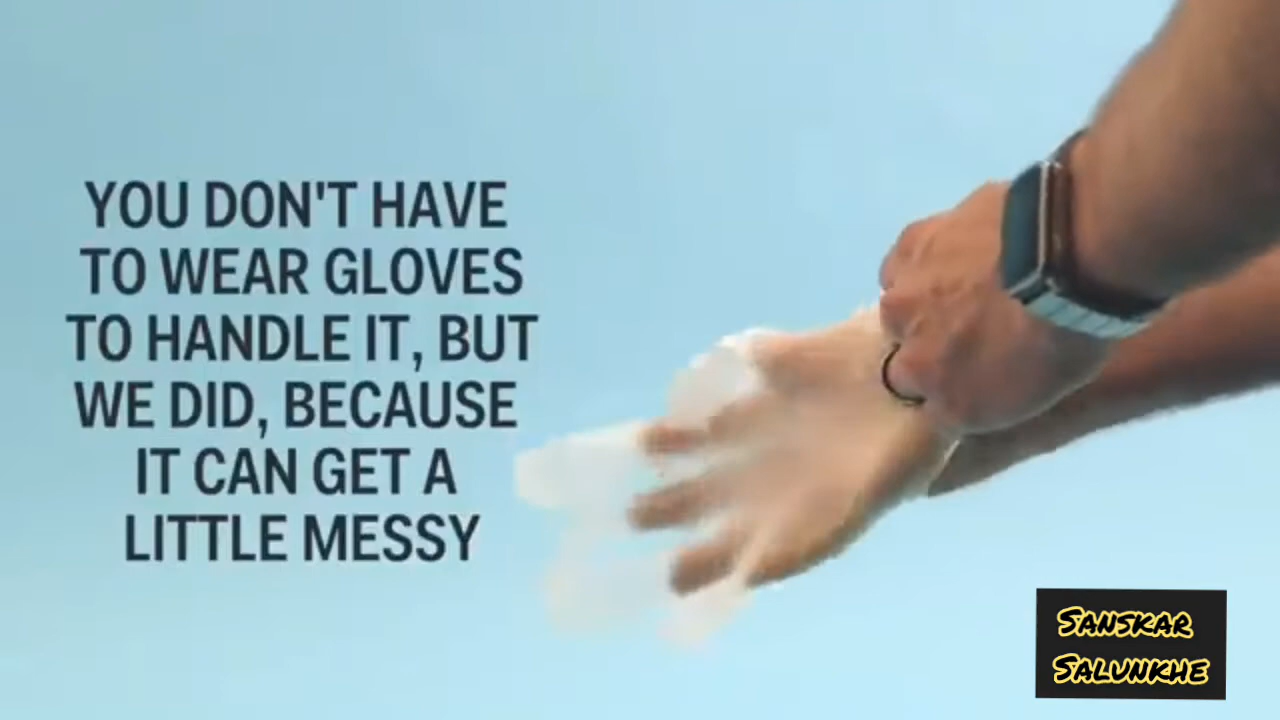 YOU DON'T HAVE
TO WEAR GLOVES
TO HANDLE IT, BUT
WE DID, BECAUSE
IT CAN GET A
LITTLE MESSY
SANSKAR
SALUNKHE